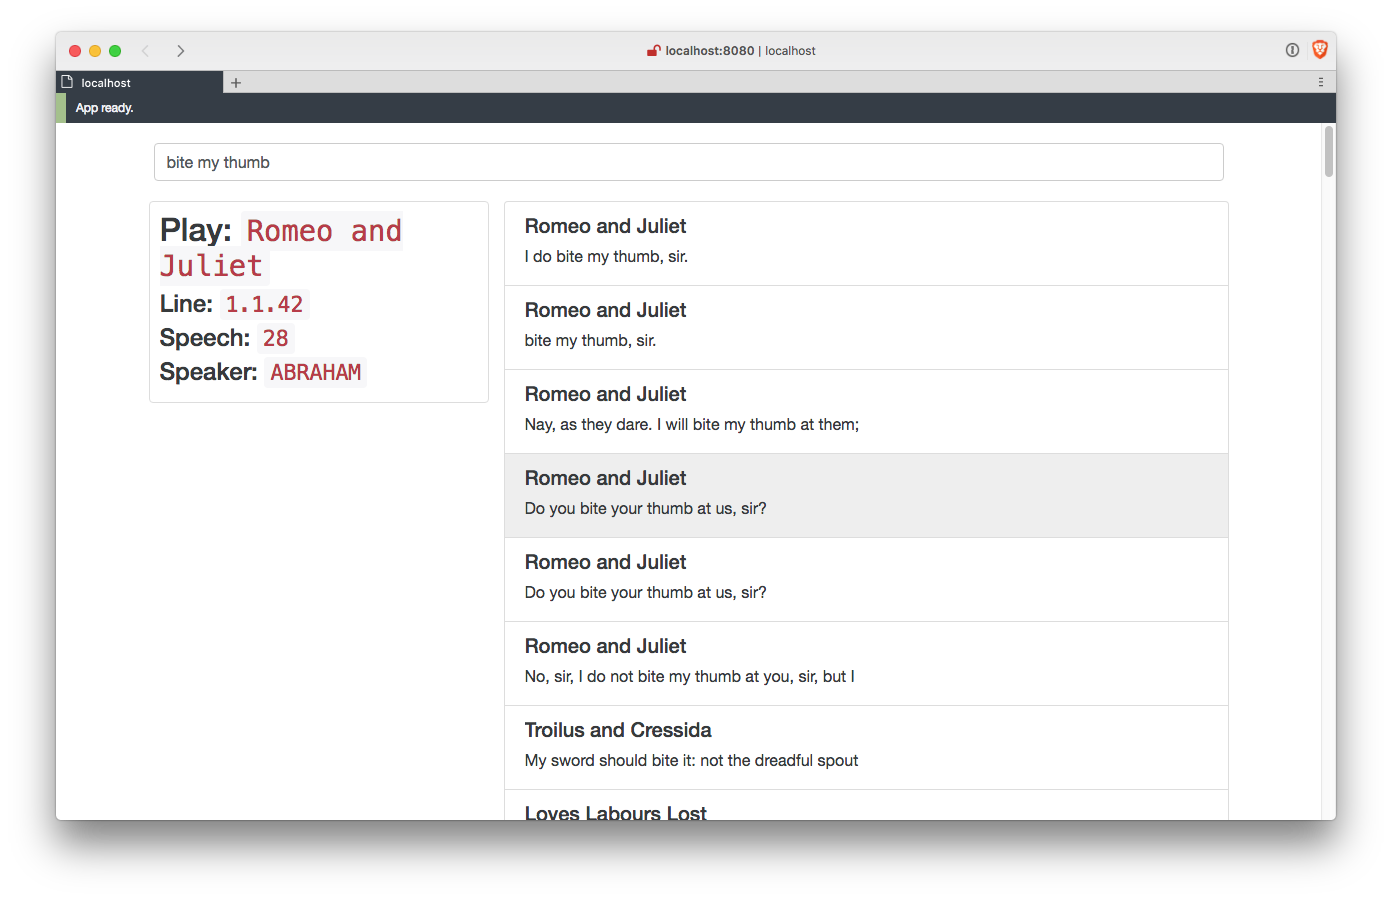 localhost:8080 | localhost
localhost
App ready.
bite my thumb
Play: Romeo and
Juliet
Line: 1.1.42
Speech: 28
Speaker: ABRAHAM
Romeo and Juliet
I do bite my thumb, sir.
Romeo and Juliet
bite my thumb, sir.
Romeo and Juliet
Nay, as they dare. I will bite my thumb at them;
Romeo and Juliet
Do you bite your thumb at us, sir?
Romeo and Juliet
Do you bite your thumb at us, sir?
Romeo and Juliet
No, sir, I do not bite my thumb at you, sir, but I
Troilus and Cressida
My sword should bite it: not the dreadful spout
Loves Labours Lost